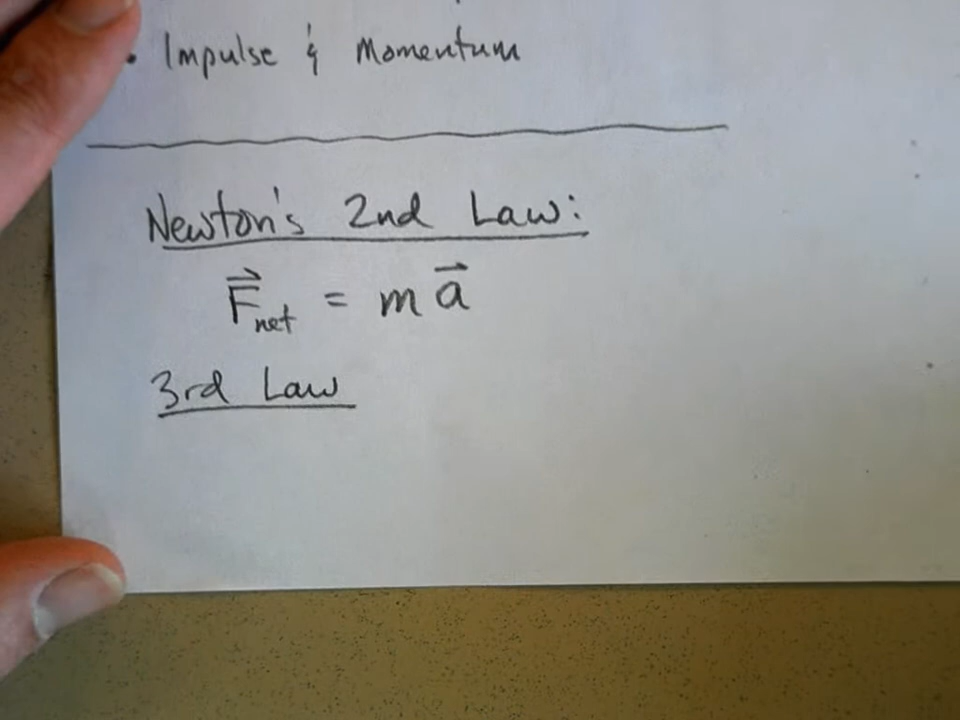 • Impulse & Momentum
Newton's 2nd Law:
F⃗net = m a⃗
3rd Law